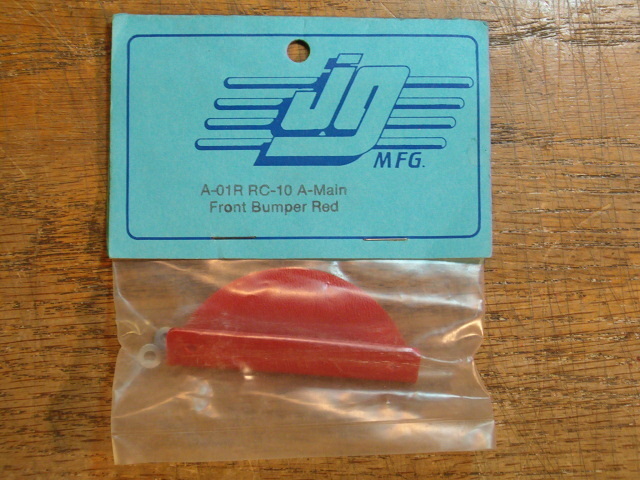 JG
MFG.
A-01R RC-10 A-Main
Front Bumper Red